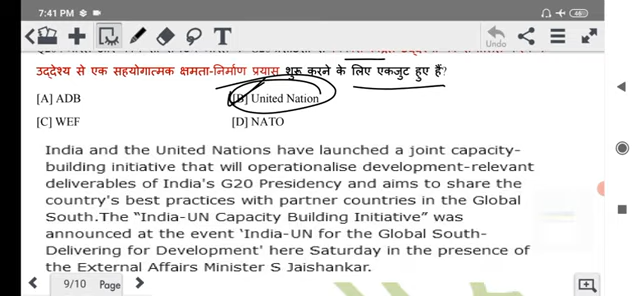 7:41 PM
46
Undo
उद्देश्य से एक सहयोगात्मक क्षमता-निर्माण प्रयास शुरू करने के लिए एकजुट हुए हैं?
[A] ADB
[B] United Nation
[C] WEF
[D] NATO
India and the United Nations have launched a joint capacity-
building initiative that will operationalise development-relevant
deliverables of India's G20 Presidency and aims to share the
country's best practices with partner countries in the Global
South.The “India-UN Capacity Building Initiative” was
announced at the event 'India-UN for the Global South-
Delivering for Development' here Saturday in the presence of
the External Affairs Minister S Jaishankar.
9/10 Page